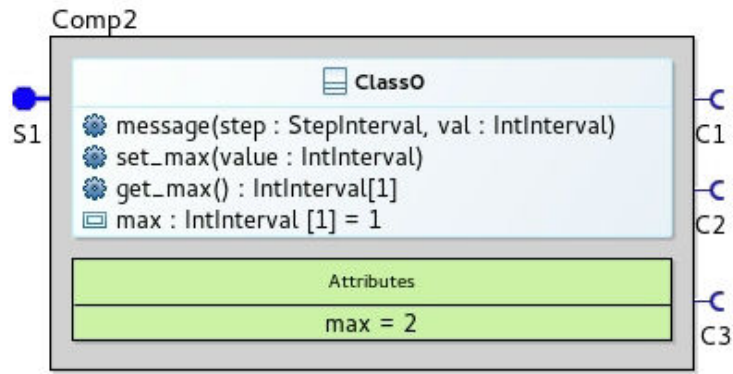 Comp2
ClassO
S1
message(step : StepInterval, val : IntInterval)
C1
set_max(value : IntInterval)
get_max() : IntInterval[1]
max : IntInterval [1] = 1
C2
Attributes
max = 2
C3